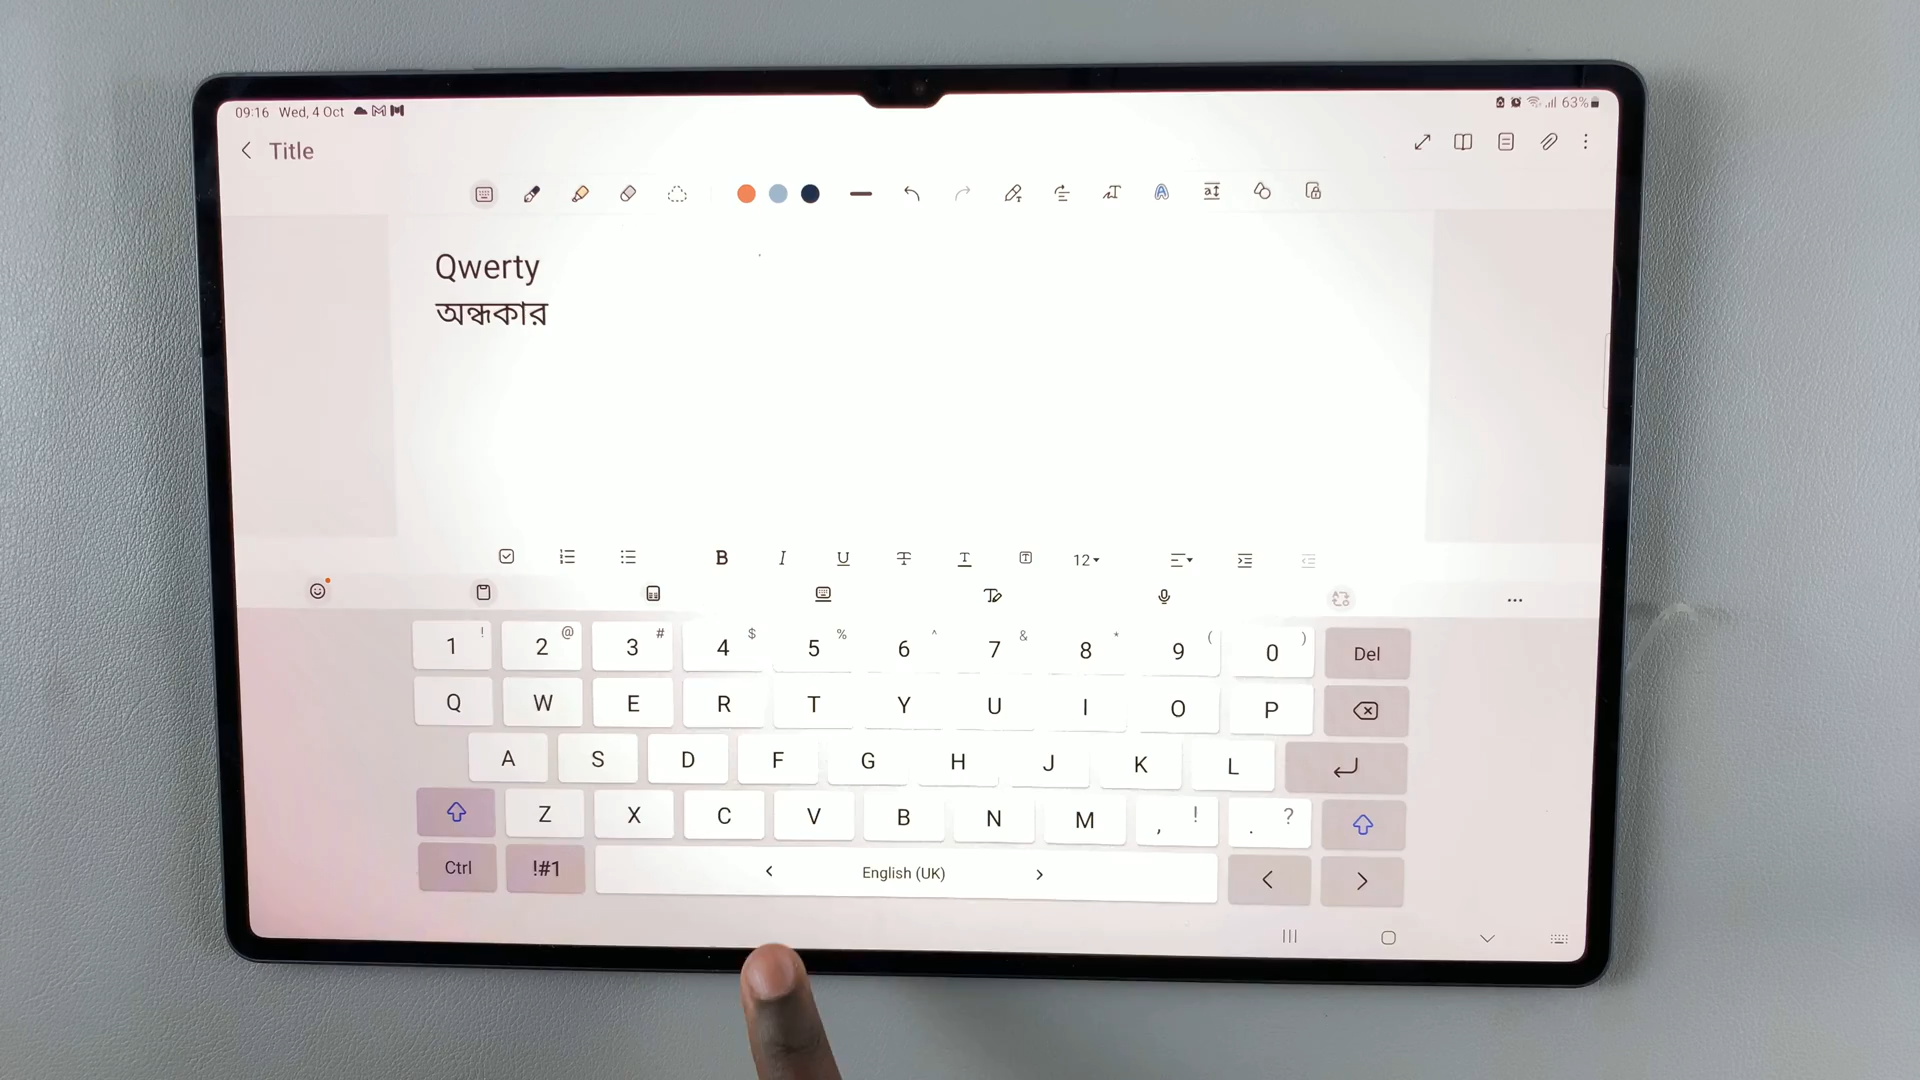 09:16 Wed, 4 Oct
63%
Title
Qwerty
অন্ধকার
B I U T T T 12
1 ! 2 @ 3 # 4 $ 5 % 6 ^ 7 & 8 * 9 ( 0 ) Del
Q W E R T Y U I O P
A S D F G H J K L
Z X C V B N M , ! . ?
Ctrl !#1 < English (UK) > < >